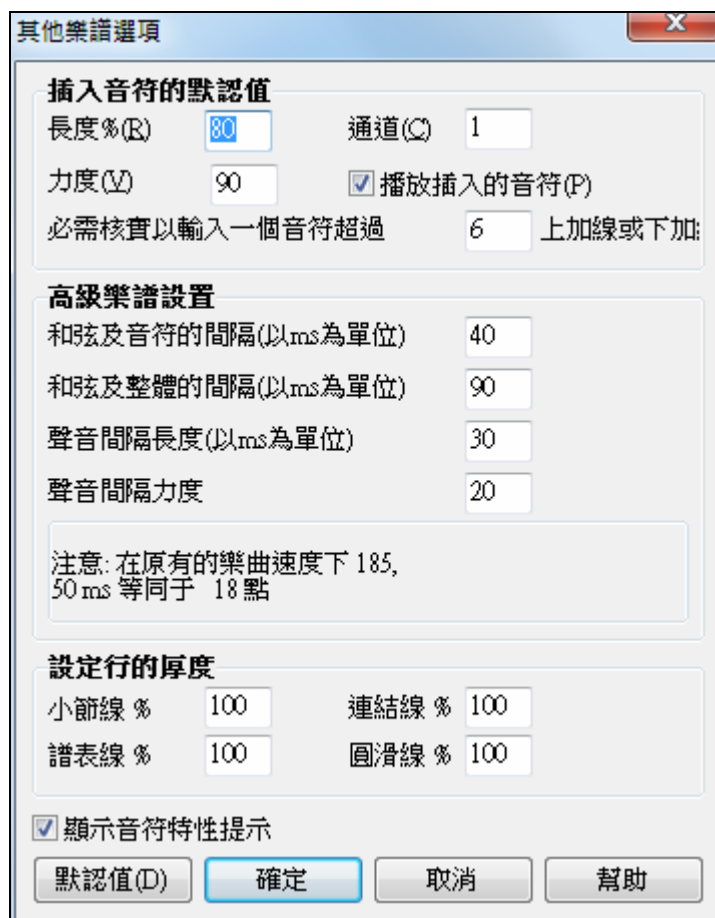 其他樂譜選項
插入音符的默認值
長度%(R) 80 通道(C) 1
力度(V) 90 播放插入的音符(P)
必需核實以輸入一個音符超過 6 上加線或下加
高級樂譜設置
和弦及音符的間隔(以ms為單位) 40
和弦及整體的間隔(以ms為單位) 90
聲音間隔長度(以ms為單位) 30
聲音間隔力度 20
注意: 在原有的樂曲速度下 185,
50 ms 等同于 18 點
設定行的厚度
小節線 % 100 連結線 % 100
譜表線 % 100 圓滑線 % 100
顯示音符特性提示
默認值(D) 確定 取消 幫助